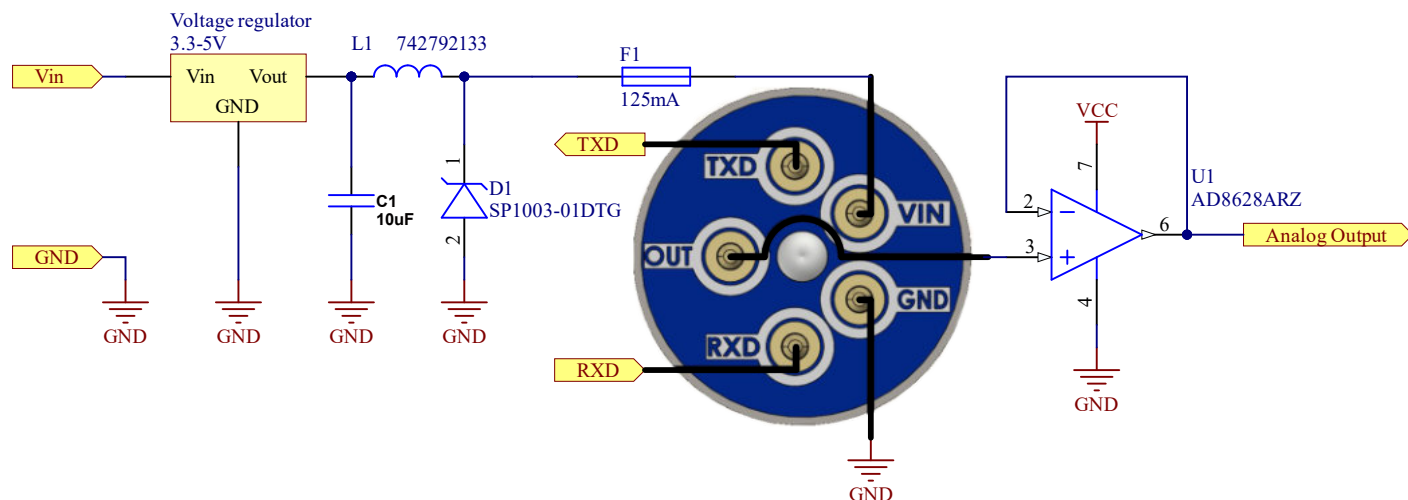 Voltage regulator
3.3-5V
Vin
Vin
Vout
GND
L1
742792133
F1
125mA
C1
10uF
1
D1
SP1003-01DTG
2
GND
GND
GND
GND
GND
TXD
TXD
VIN
OUT
GND
RXD
RXD
GND
VCC
7
U1
AD8628ARZ
2
3
6
4
Analog Output
GND